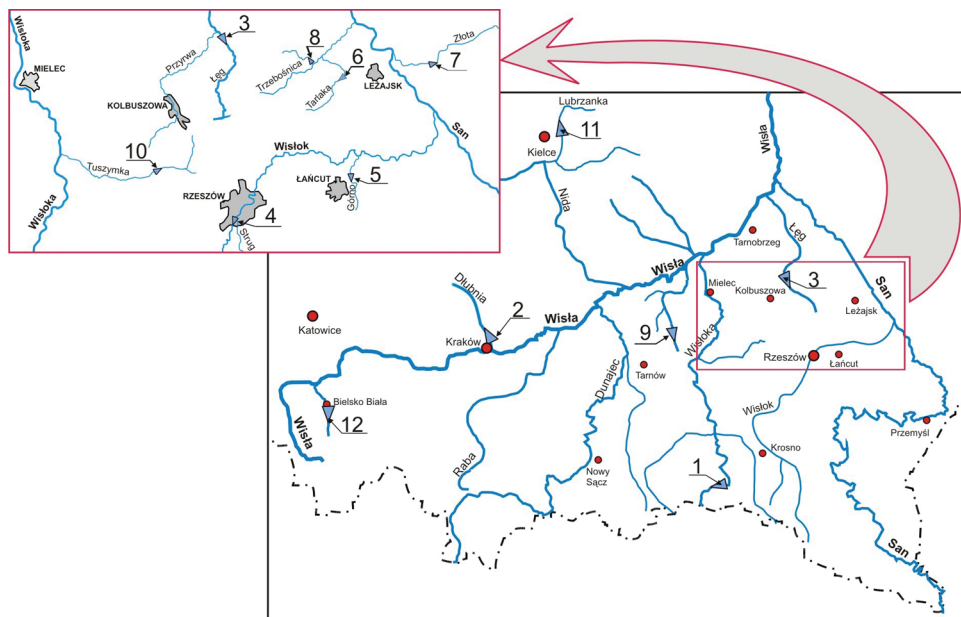 Wisłoka
MIELEC
3
Przyrwa
Łęg
KOLBUSZOWA
8
Trzebośnica
6
Tarlaka
LEŻAJSK
Złota
7
San
Wisłok
10
Tuszymka
Wisłoka
RZESZÓW
ŁAŃCUT
5
Górno
4
Strug
Lubrzanka
11
Kielce
Nida
Wisła
Tarnobrzeg
Łęg
Wisła
Mielec
Kolbuszowa
3
Leżajsk
San
Dłubnia
2
Katowice
Kraków
Wisła
9
Wisłoka
Rzeszów
Łańcut
Tarnów
Dunajec
Bielsko Biała
12
Wisła
Wisłok
Przemyśl
Raba
Nowy
Sącz
1
Krosno
San